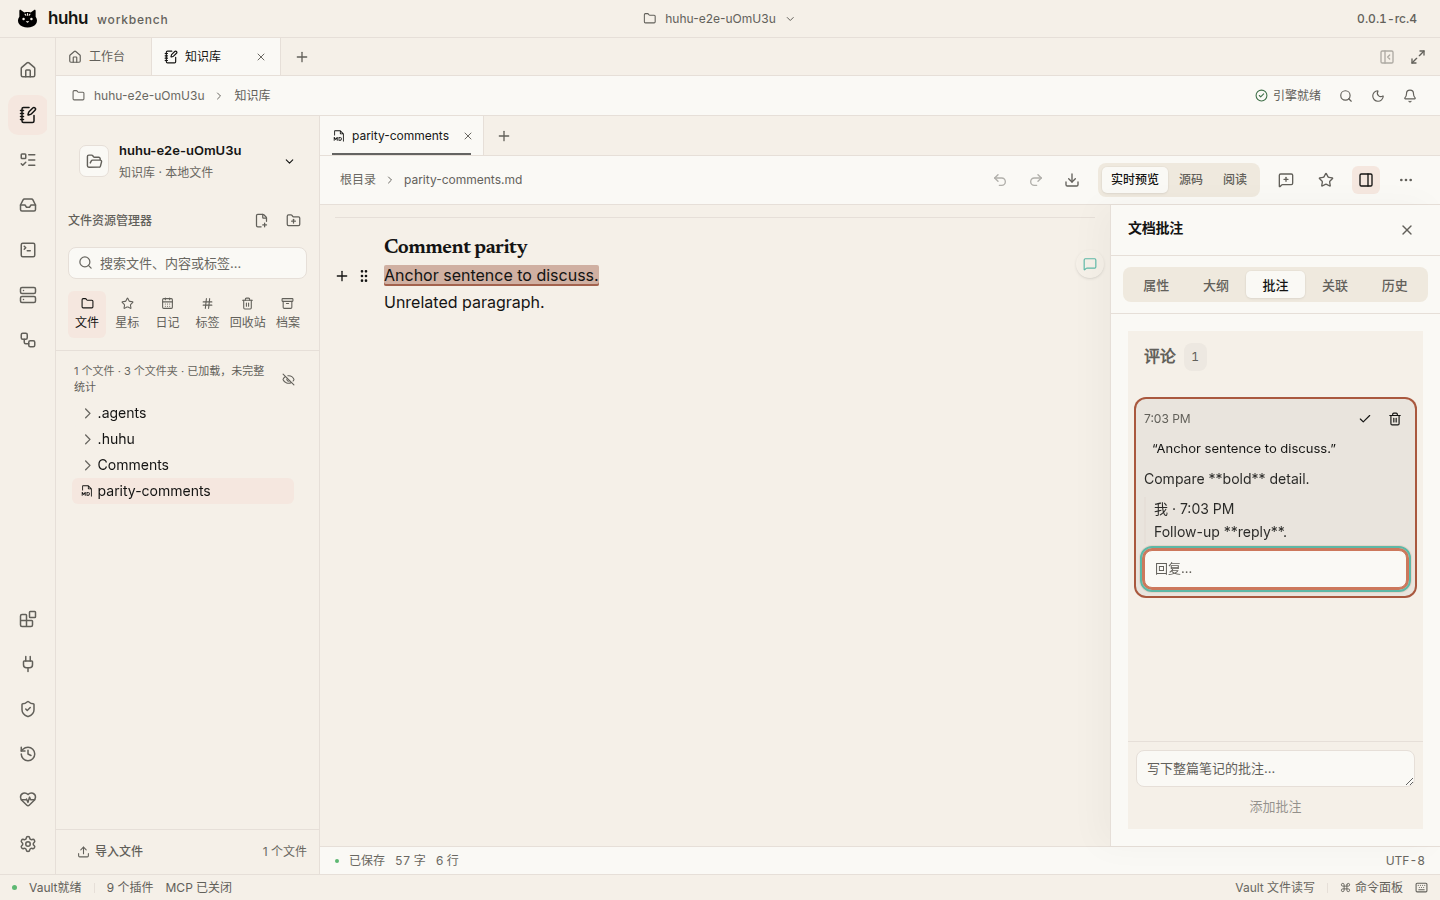 huhu workbench
huhu-e2e-uOmU3u
0.0.1-rc.4
工作台
知识库
huhu-e2e-uOmU3u
知识库
引擎就绪
huhu-e2e-uOmU3u
知识库 · 本地文件
文件资源管理器
搜索文件、内容或标签...
文件
星标
日记
标签
回收站
档案
1 个文件 · 3 个文件夹 · 已加载，未完整
统计
.agents
.huhu
Comments
parity-comments
导入文件
1 个文件
parity-comments
根目录
parity-comments.md
实时预览
源码
阅读
Comment parity
Anchor sentence to discuss.
Unrelated paragraph.
文档批注
属性
大纲
批注
关联
历史
评论 1
7:03 PM
“Anchor sentence to discuss.”
Compare **bold** detail.
我 · 7:03 PM
Follow-up **reply**.
回复...
写下整篇笔记的批注...
添加批注
已保存 57 字 6 行
UTF-8
Vault就绪
9 个插件
MCP 已关闭
Vault 文件读写
⌘ 命令面板